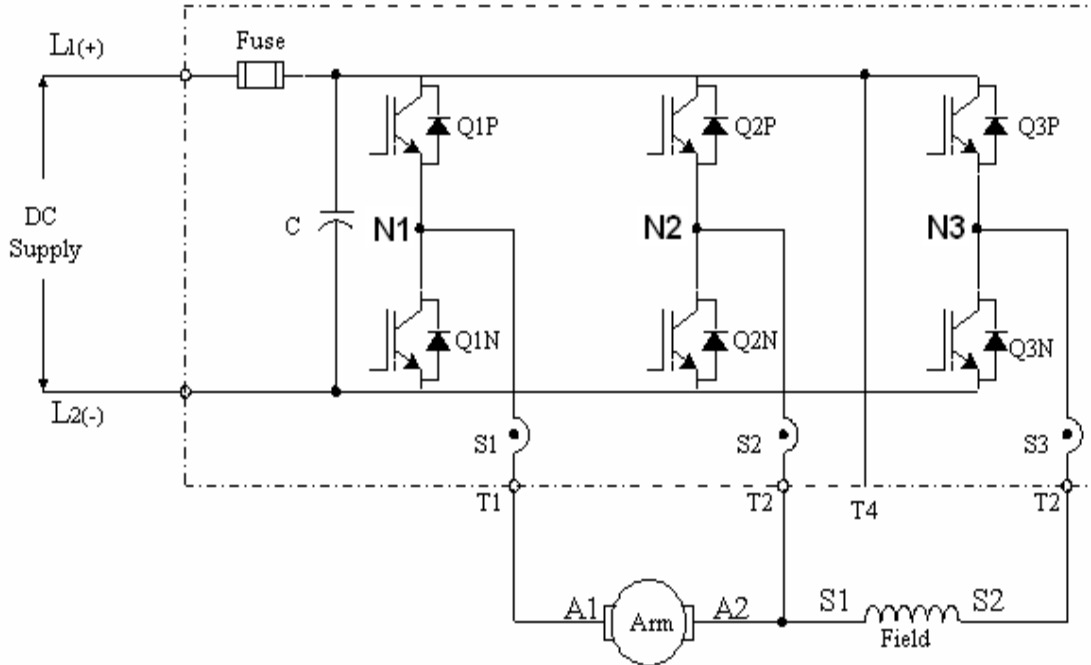 L1(+)
Fuse
Q1P
Q2P
Q3P
DC
Supply
C
N1
N2
N3
Q1N
Q2N
Q3N
L2(-)
S1
S2
S3
T1
T2
T4
T2
A1
Arm
A2
S1
Field
S2